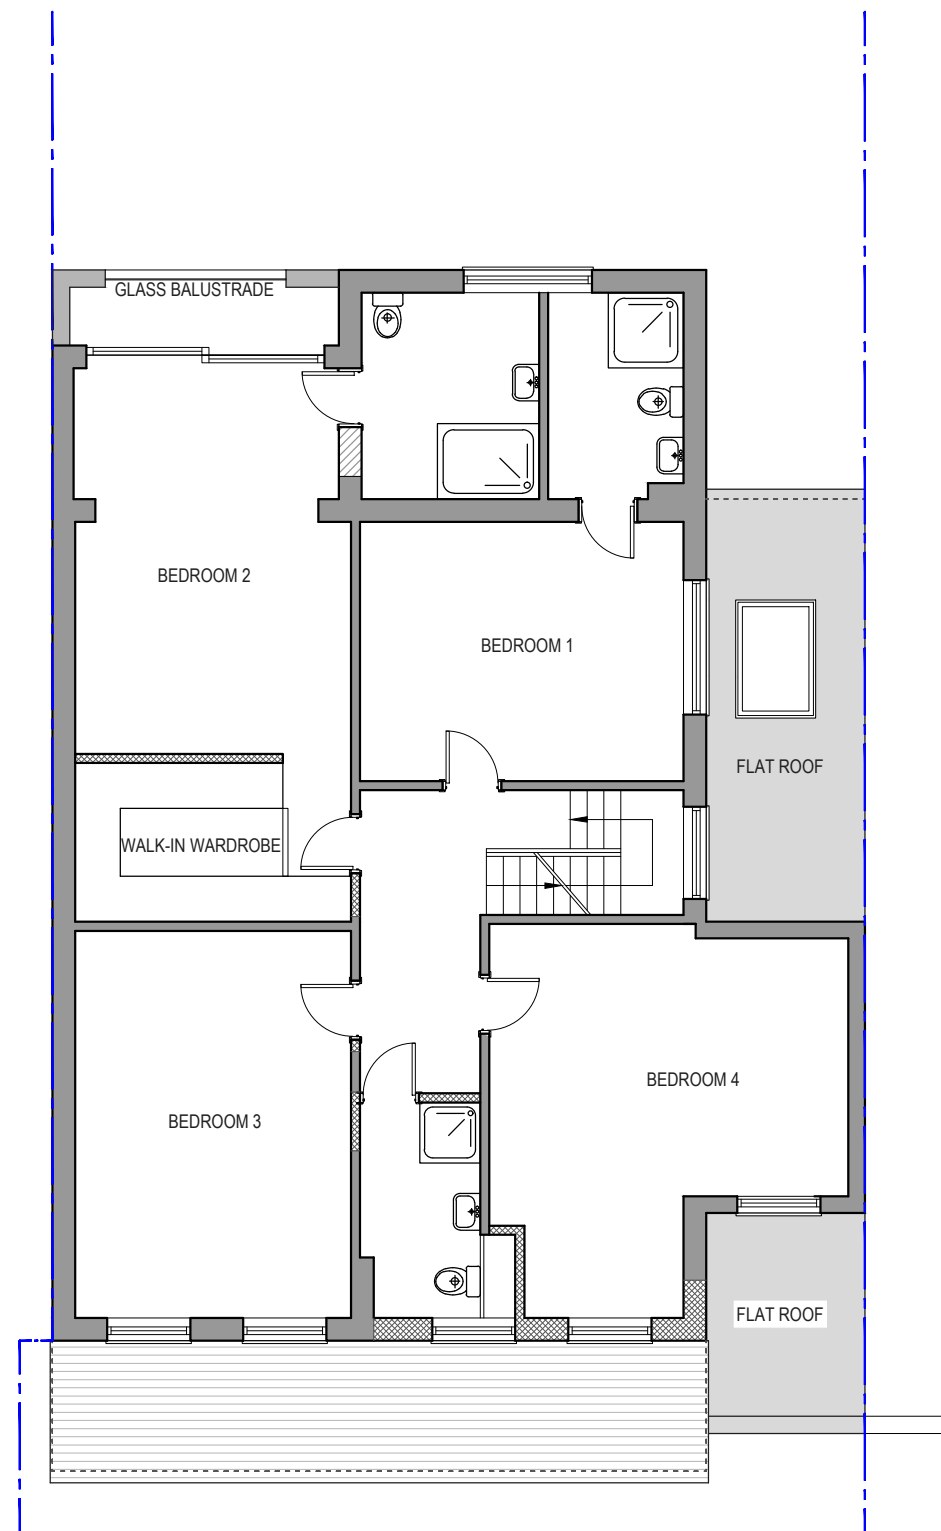 GLASS BALUSTRADE
BEDROOM 2
BEDROOM 1
FLAT ROOF
WALK-IN WARDROBE
BEDROOM 4
BEDROOM 3
FLAT ROOF